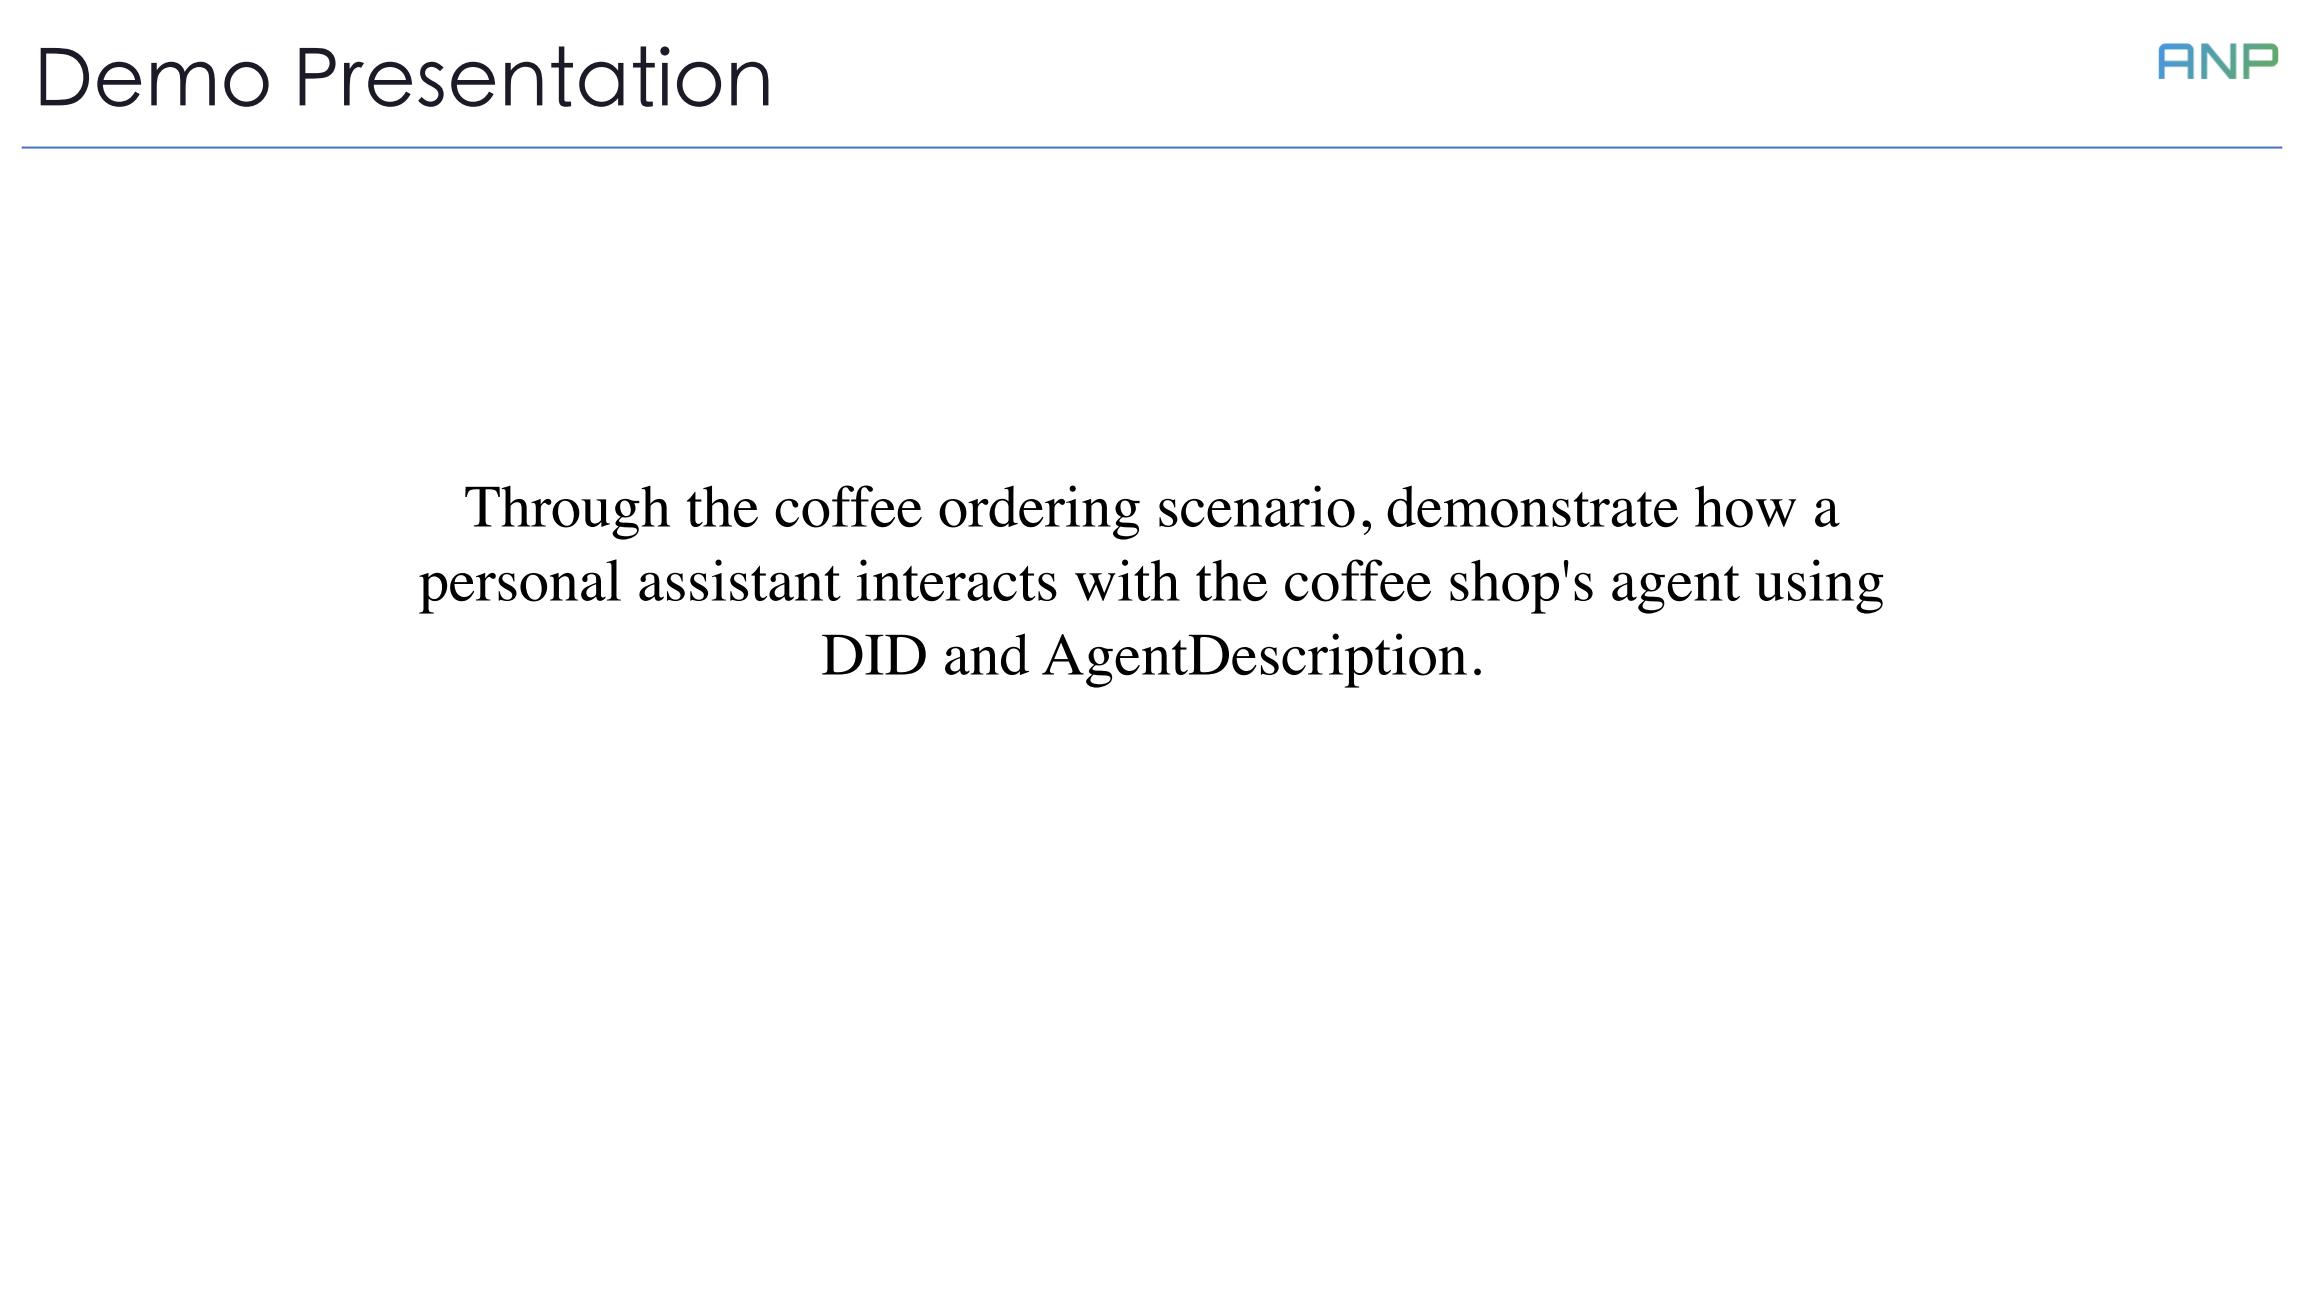 Demo Presentation
ANP
Through the coffee ordering scenario, demonstrate how a
personal assistant interacts with the coffee shop's agent using
DID and AgentDescription.